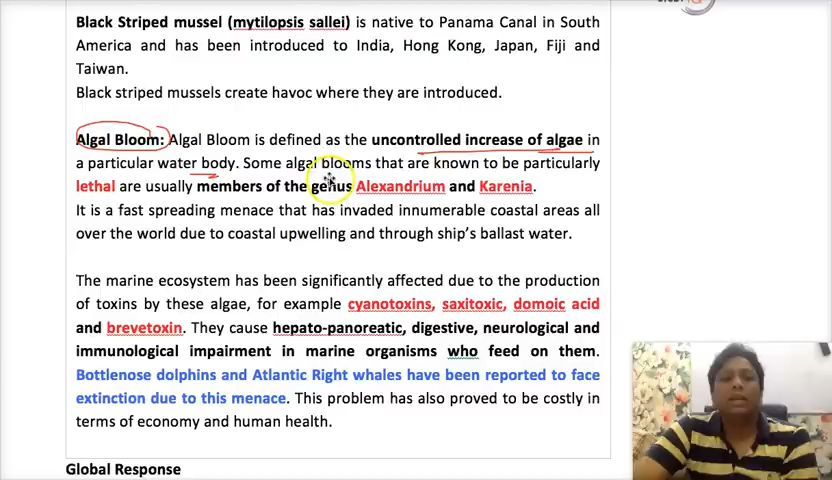 Black Striped mussel (mytilopsis sallei) is native to Panama Canal in South
America and has been introduced to India, Hong Kong, Japan, Fiji and
Taiwan.
Black striped mussels create havoc where they are introduced.
Algal Bloom: Algal Bloom is defined as the uncontrolled increase of algae in
a particular water body. Some algal blooms that are known to be particularly
lethal are usually members of the genus Alexandrium and Karenia.
It is a fast spreading menace that has invaded innumerable coastal areas all
over the world due to coastal upwelling and through ship's ballast water.
The marine ecosystem has been significantly affected due to the production
of toxins by these algae, for example cyanotoxins, saxitoxic, domoic acid
and brevetoxin. They cause hepato-panoreatic, digestive, neurological and
immunological impairment in marine organisms who feed on them.
Bottlenose dolphins and Atlantic Right whales have been reported to face
extinction due to this menace. This problem has also proved to be costly in
terms of economy and human health.
Global Response